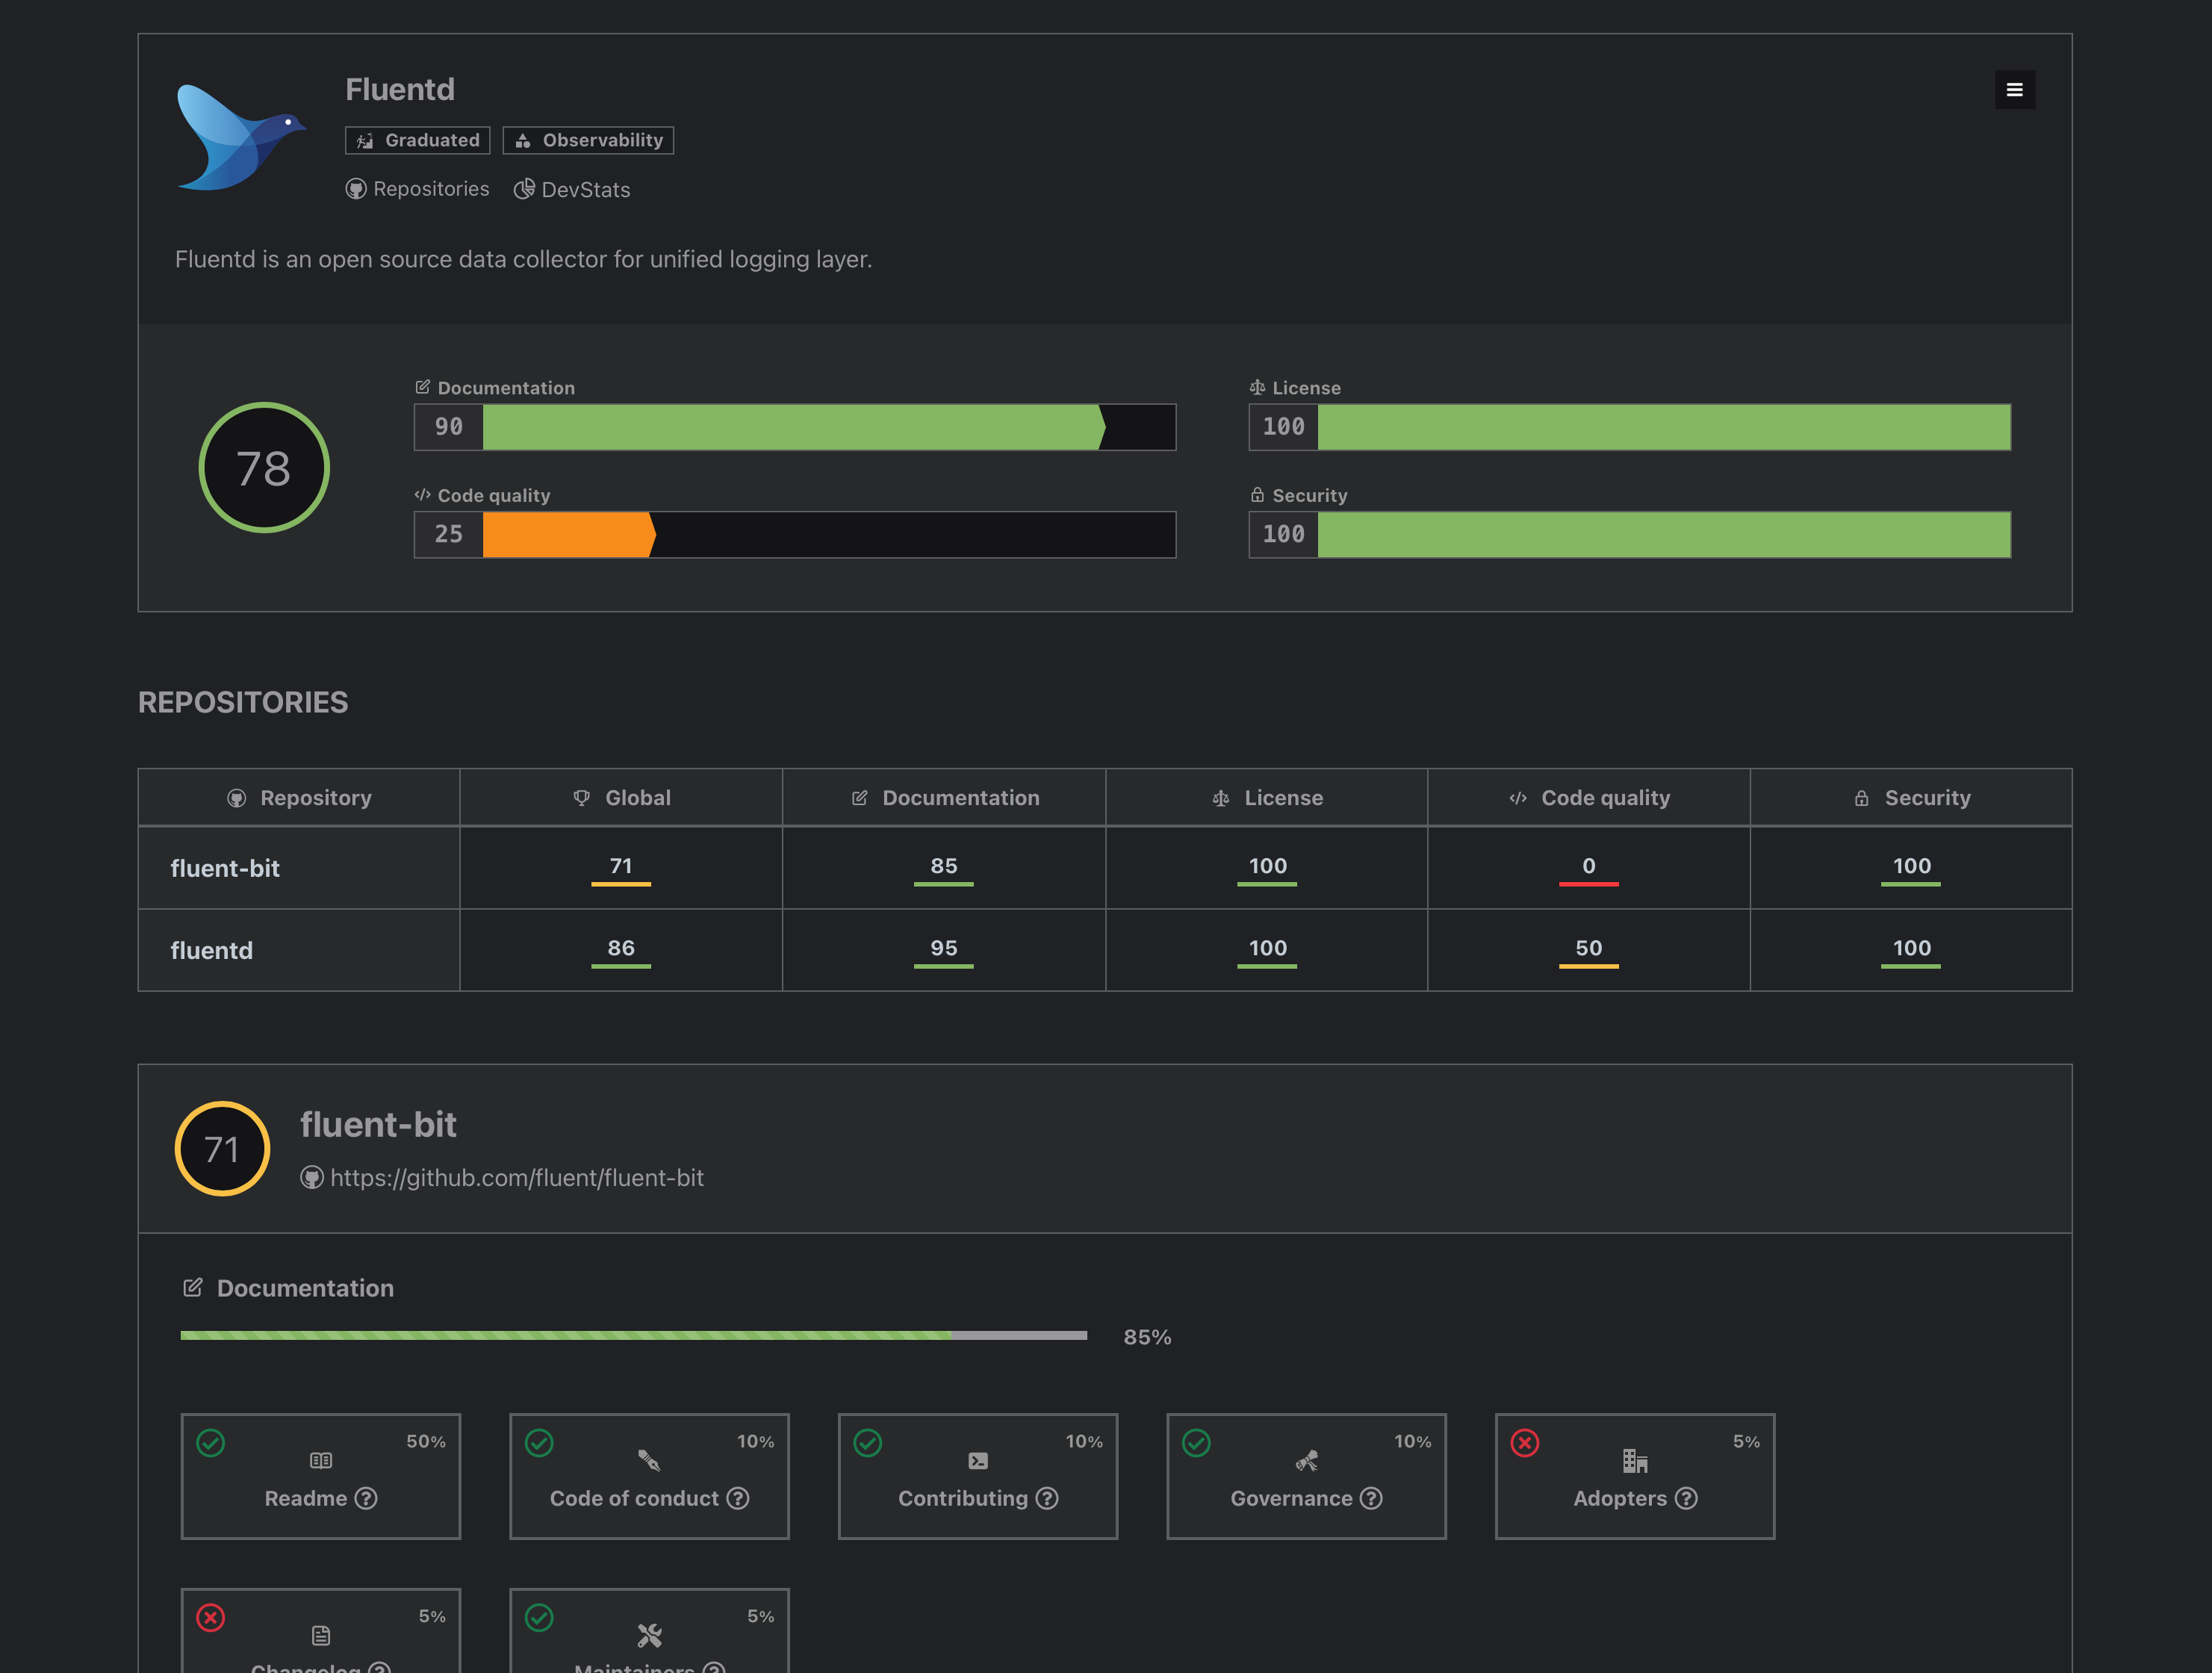 Fluentd
Graduated Observability
Repositories DevStats
Fluentd is an open source data collector for unified logging layer.
78
Documentation
90
License
100
Code quality
25
Security
100
REPOSITORIES
Repository Global Documentation License Code quality Security
fluent-bit 71 85 100 0 100
fluentd 86 95 100 50 100
71
fluent-bit
https://github.com/fluent/fluent-bit
Documentation
85%
50% 10% 10% 10% 5%
Readme Code of conduct Contributing Governance Adopters
5% 5%
Changelog Maintainers